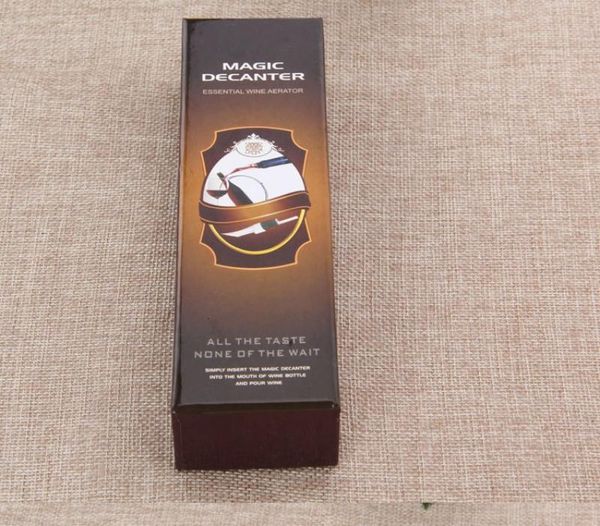 MAGIC
DECANTER
ESSENTIAL WINE AERATOR
ALL THE TASTE
NONE OF THE WAIT
SIMPLY INSERT THE MAGIC DECANTER
INTO THE MOUTH OF WINE BOTTLE
AND POUR WINE